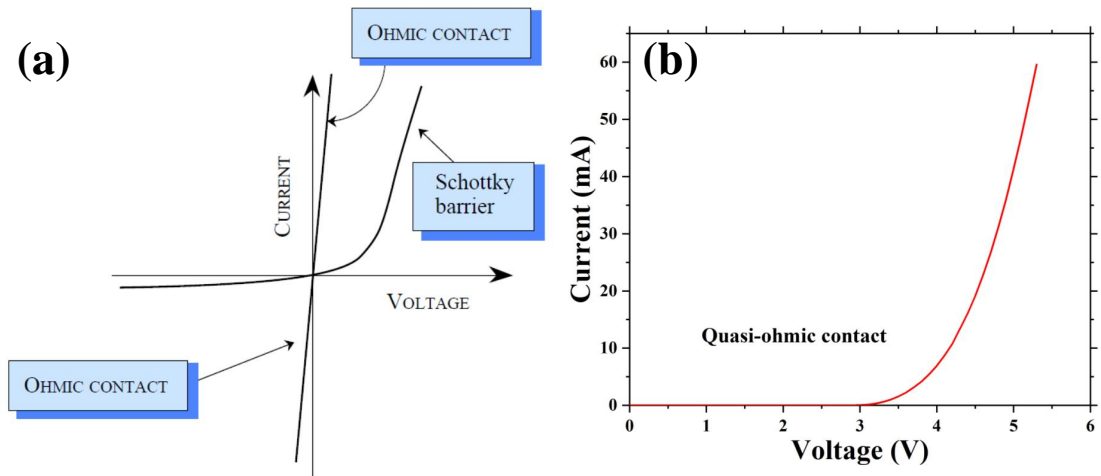 (a)
OHMIC CONTACT
CURRENT
Schottky
barrier
VOLTAGE
OHMIC CONTACT
(b)
Current (mA)
60
50
40
30
20
10
0
Quasi-ohmic contact
0 1 2 3 4 5 6
Voltage (V)